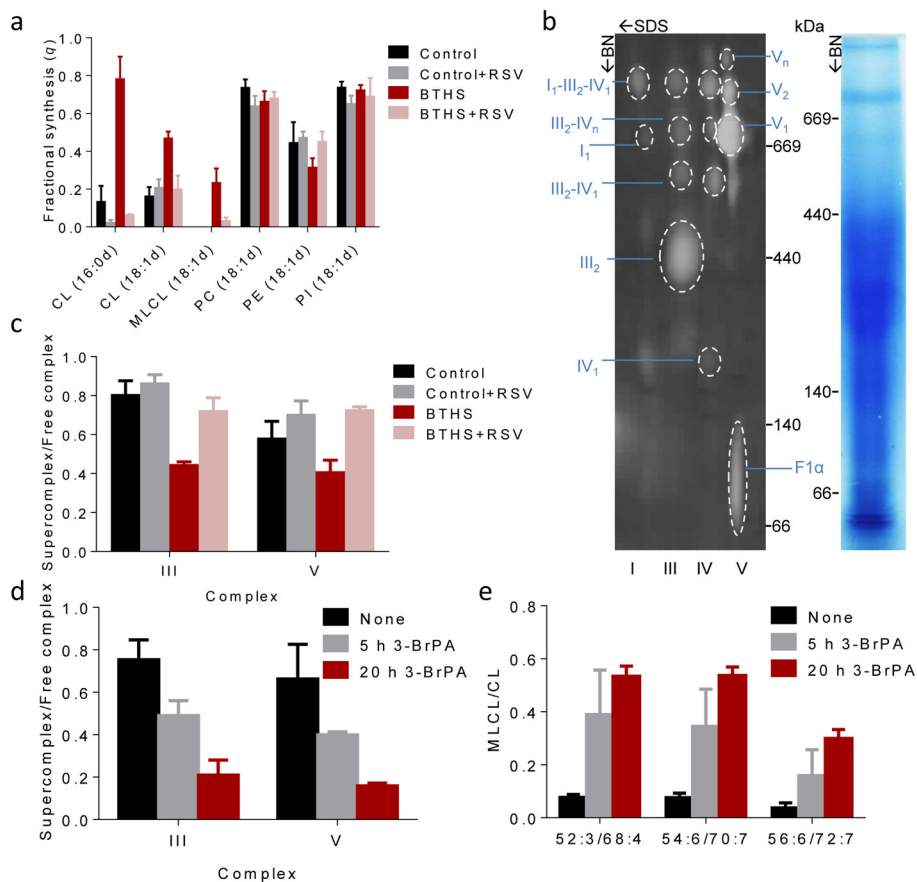 a
Fractional synthesis (q)
1.0
0.8
0.6
0.4
0.2
0.0
CL (16:0d)
CL (18:1d)
MLCL (18:1d)
PC (18:1d)
PE (18:1d)
PI (18:1d)
Control
Control+RSV
BTHS
BTHS+RSV
b
←SDS
←BN
kDa
←BN
I₁-III₂-IV₁
III₂-IVₙ
I₁
III₂-IV₁
III₂
IV₁
Vₙ
V₂
V₁
F1α
669
440
140
66
I III IV V
669
440
140
66
c
Supercomplex/Free complex
1.0
0.8
0.6
0.4
0.2
0.0
III V
Complex
Control
Control+RSV
BTHS
BTHS+RSV
d
Supercomplex/Free complex
1.0
0.8
0.6
0.4
0.2
0.0
III V
Complex
None
5 h 3-BrPA
20 h 3-BrPA
e
MLCL/CL
0.8
0.6
0.4
0.2
0.0
52:3/68:4 54:6/70:7 56:6/72:7
None
5 h 3-BrPA
20 h 3-BrPA